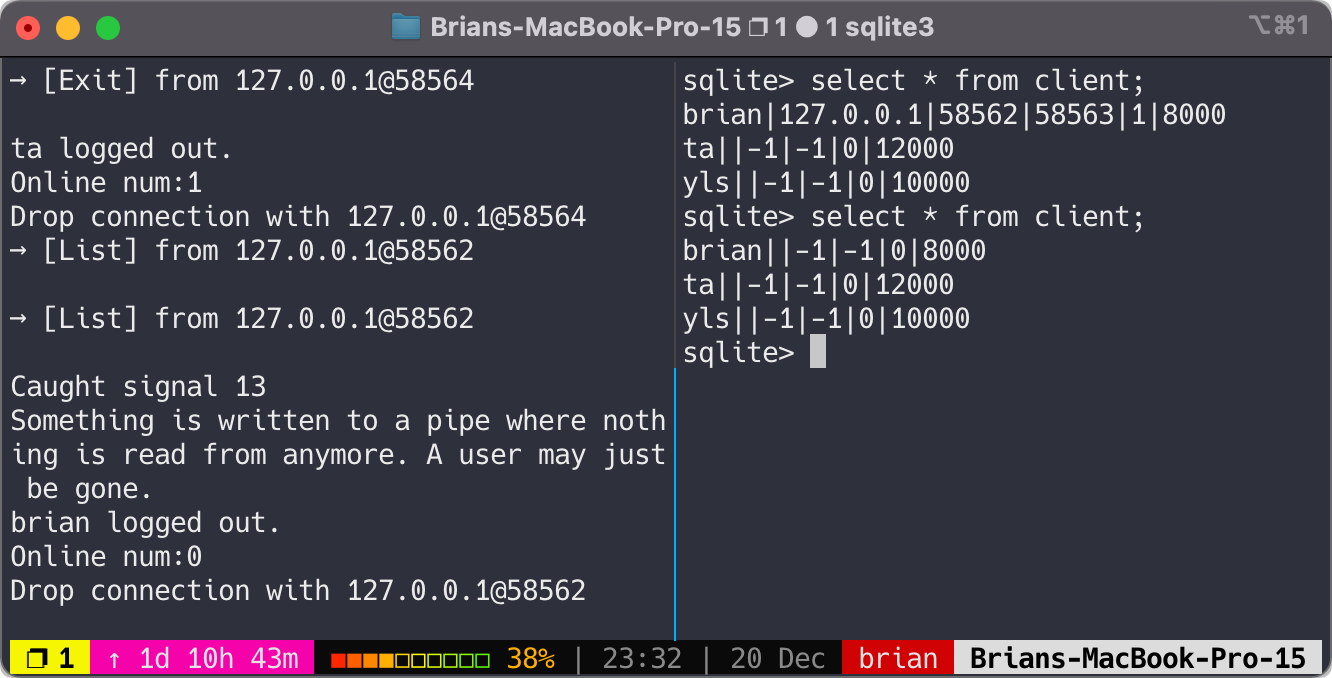 Brians-MacBook-Pro-15 ❐ 1 ● 1 sqlite3
⌥⌘1
→ [Exit] from 127.0.0.1@58564
ta logged out.
Online num:1
Drop connection with 127.0.0.1@58564
→ [List] from 127.0.0.1@58562
→ [List] from 127.0.0.1@58562
Caught signal 13
Something is written to a pipe where noth
ing is read from anymore. A user may just
be gone.
brian logged out.
Online num:0
Drop connection with 127.0.0.1@58562
sqlite> select * from client;
brian|127.0.0.1|58562|58563|1|8000
ta||-1|-1|0|12000
yls||-1|-1|0|10000
sqlite> select * from client;
brian||-1|-1|0|8000
ta||-1|-1|0|12000
yls||-1|-1|0|10000
sqlite>
❐ 1 ↑ 1d 10h 43m 38% | 23:32 | 20 Dec brian Brians-MacBook-Pro-15